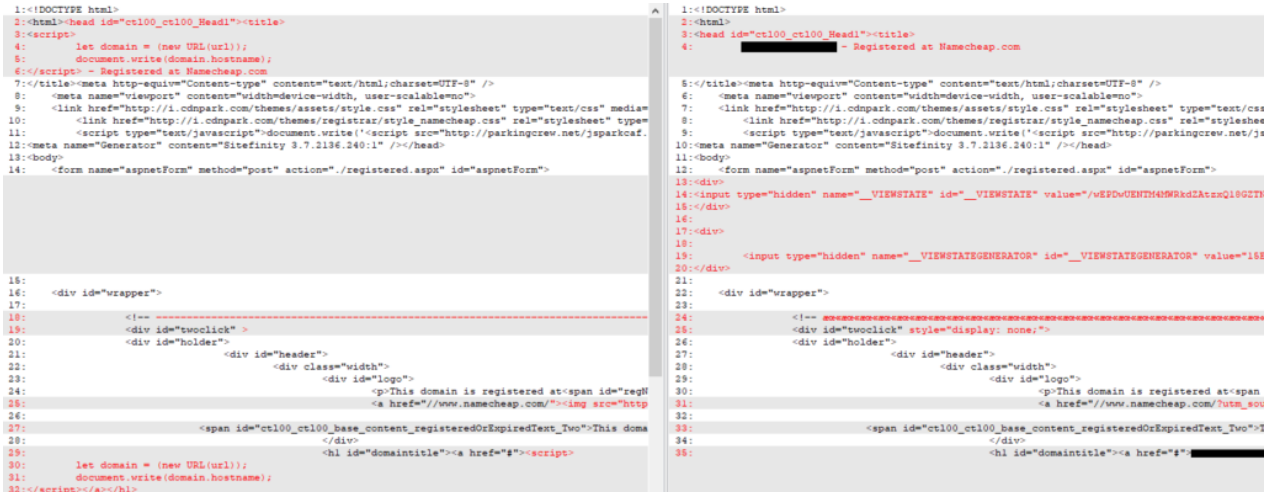 1:<!DOCTYPE html>
2:<html><head id="ctl00_ctl00_Head1"><title>
3:<script>
4: let domain = (new URL(url));
5: document.write(domain.hostname);
6:</script> - Registered at Namecheap.com
7:</title><meta http-equiv="Content-type" content="text/html;charset=UTF-8" />
8: <meta name="viewport" content="width=device-width, user-scalable=no">
9: <link href="http://i.cdnpark.com/themes/assets/style.css" rel="stylesheet" type="text/css" media=
10: <link href="http://i.cdnpark.com/themes/registrar/style_namecheap.css" rel="stylesheet" type=
11: <script type="text/javascript">document.write('<script src="http://parkingcrew.net/jsparkcaf.
12:<meta name="Generator" content="Sitefinity 3.7.2136.240:1" /></head>
13:<body>
14: <form name="aspnetForm" method="post" action="./registered.aspx" id="aspnetForm">
15:
16: <div id="wrapper">
17:
18: <!-- ----------
19: <div id="twoclick" >
20: <div id="holder">
21: <div id="header">
22: <div class="width">
23: <div id="logo">
24: <p>This domain is registered at<span id="regN
25: <a href="//www.namecheap.com/"><img src="http
26:
27: <span id="ctl00_ctl00_base_content_registeredOrExpiredText_Two">This doma
28: </div>
29: <h1 id="domaintitle"><a href="#"><script>
30: let domain = (new URL(url));
31: document.write(domain.hostname);
32:</script></a></h1>
1:<!DOCTYPE html>
2:<html>
3:<head id="ctl00_ctl00_Head1"><title>
4: - Registered at Namecheap.com
5:</title><meta http-equiv="Content-type" content="text/html;charset=UTF-8" />
6: <meta name="viewport" content="width=device-width, user-scalable=no">
7: <link href="http://i.cdnpark.com/themes/assets/style.css" rel="stylesheet" type="text/css
8: <link href="http://i.cdnpark.com/themes/registrar/style_namecheap.css" rel="styleshee
9: <script type="text/javascript">document.write('<script src="http://parkingcrew.net/js
10:<meta name="Generator" content="Sitefinity 3.7.2136.240:1" /></head>
11:<body>
12: <form name="aspnetForm" method="post" action="./registered.aspx" id="aspnetForm">
13:<div>
14:<input type="hidden" name="__VIEWSTATE" id="__VIEWSTATE"
15:</div>
16:
17:<div>
18:
19: <input type="hidden" name="__VIEWSTATEGENERATOR" id="__VIEWSTATEGENERATOR" value="15E
20:</div>
21:
22: <div id="wrapper">
23:
24: <!--
25: <div id="twoclick" style="display: none;">
26: <div id="holder">
27: <div id="header">
28: <div class="width">
29: <div id="logo">
30: <p>This domain is registered at<span
31: <a href="//www.namecheap.com/?utm_sou
32:
33: <span id="ctl00_ctl00_base_content_registeredOrExpiredText_Two">T
34: </div>
35: <h1 id="domaintitle"><a href="#">